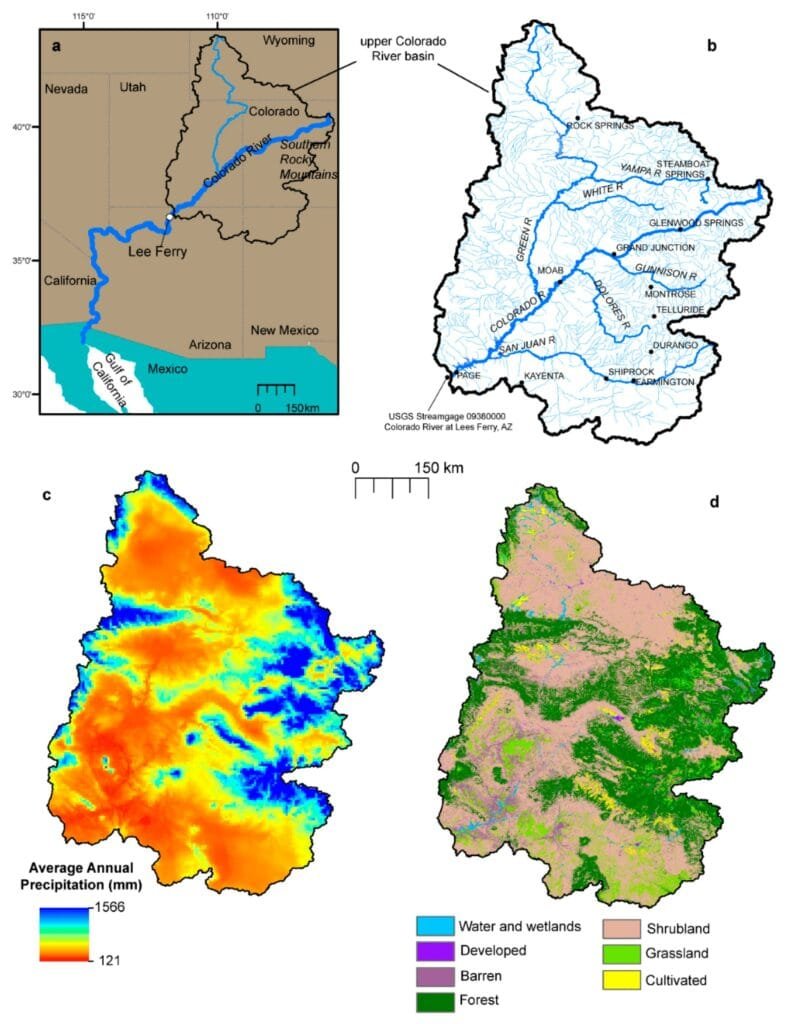 115°0'
110°0'
a
Wyoming
upper Colorado
River basin
b
Nevada
Utah
Colorado
40°0'
Colorado River
Southern
Rocky
Mountains
Lee Ferry
35°0'
California
Arizona
New Mexico
Mexico
Gulf of
California
30°0'
0 150 km
ROCK SPRINGS
STEAMBOAT
SPRINGS
YAMPA R
WHITE R
GLENWOOD SPRINGS
GREEN R
GRAND JUNCTION
MOAB
GUNNISON R
MONTROSE
COLORADO R
DOLORES R
TELLURIDE
SAN JUAN R
DURANGO
PAGE
KAYENTA
SHIPROCK
FARMINGTON
USGS Streamgage 09380000
Colorado River at Lees Ferry, AZ
0 150 km
c
d
Average Annual
Precipitation (mm)
1566
121
Water and wetlands
Developed
Barren
Forest
Shrubland
Grassland
Cultivated